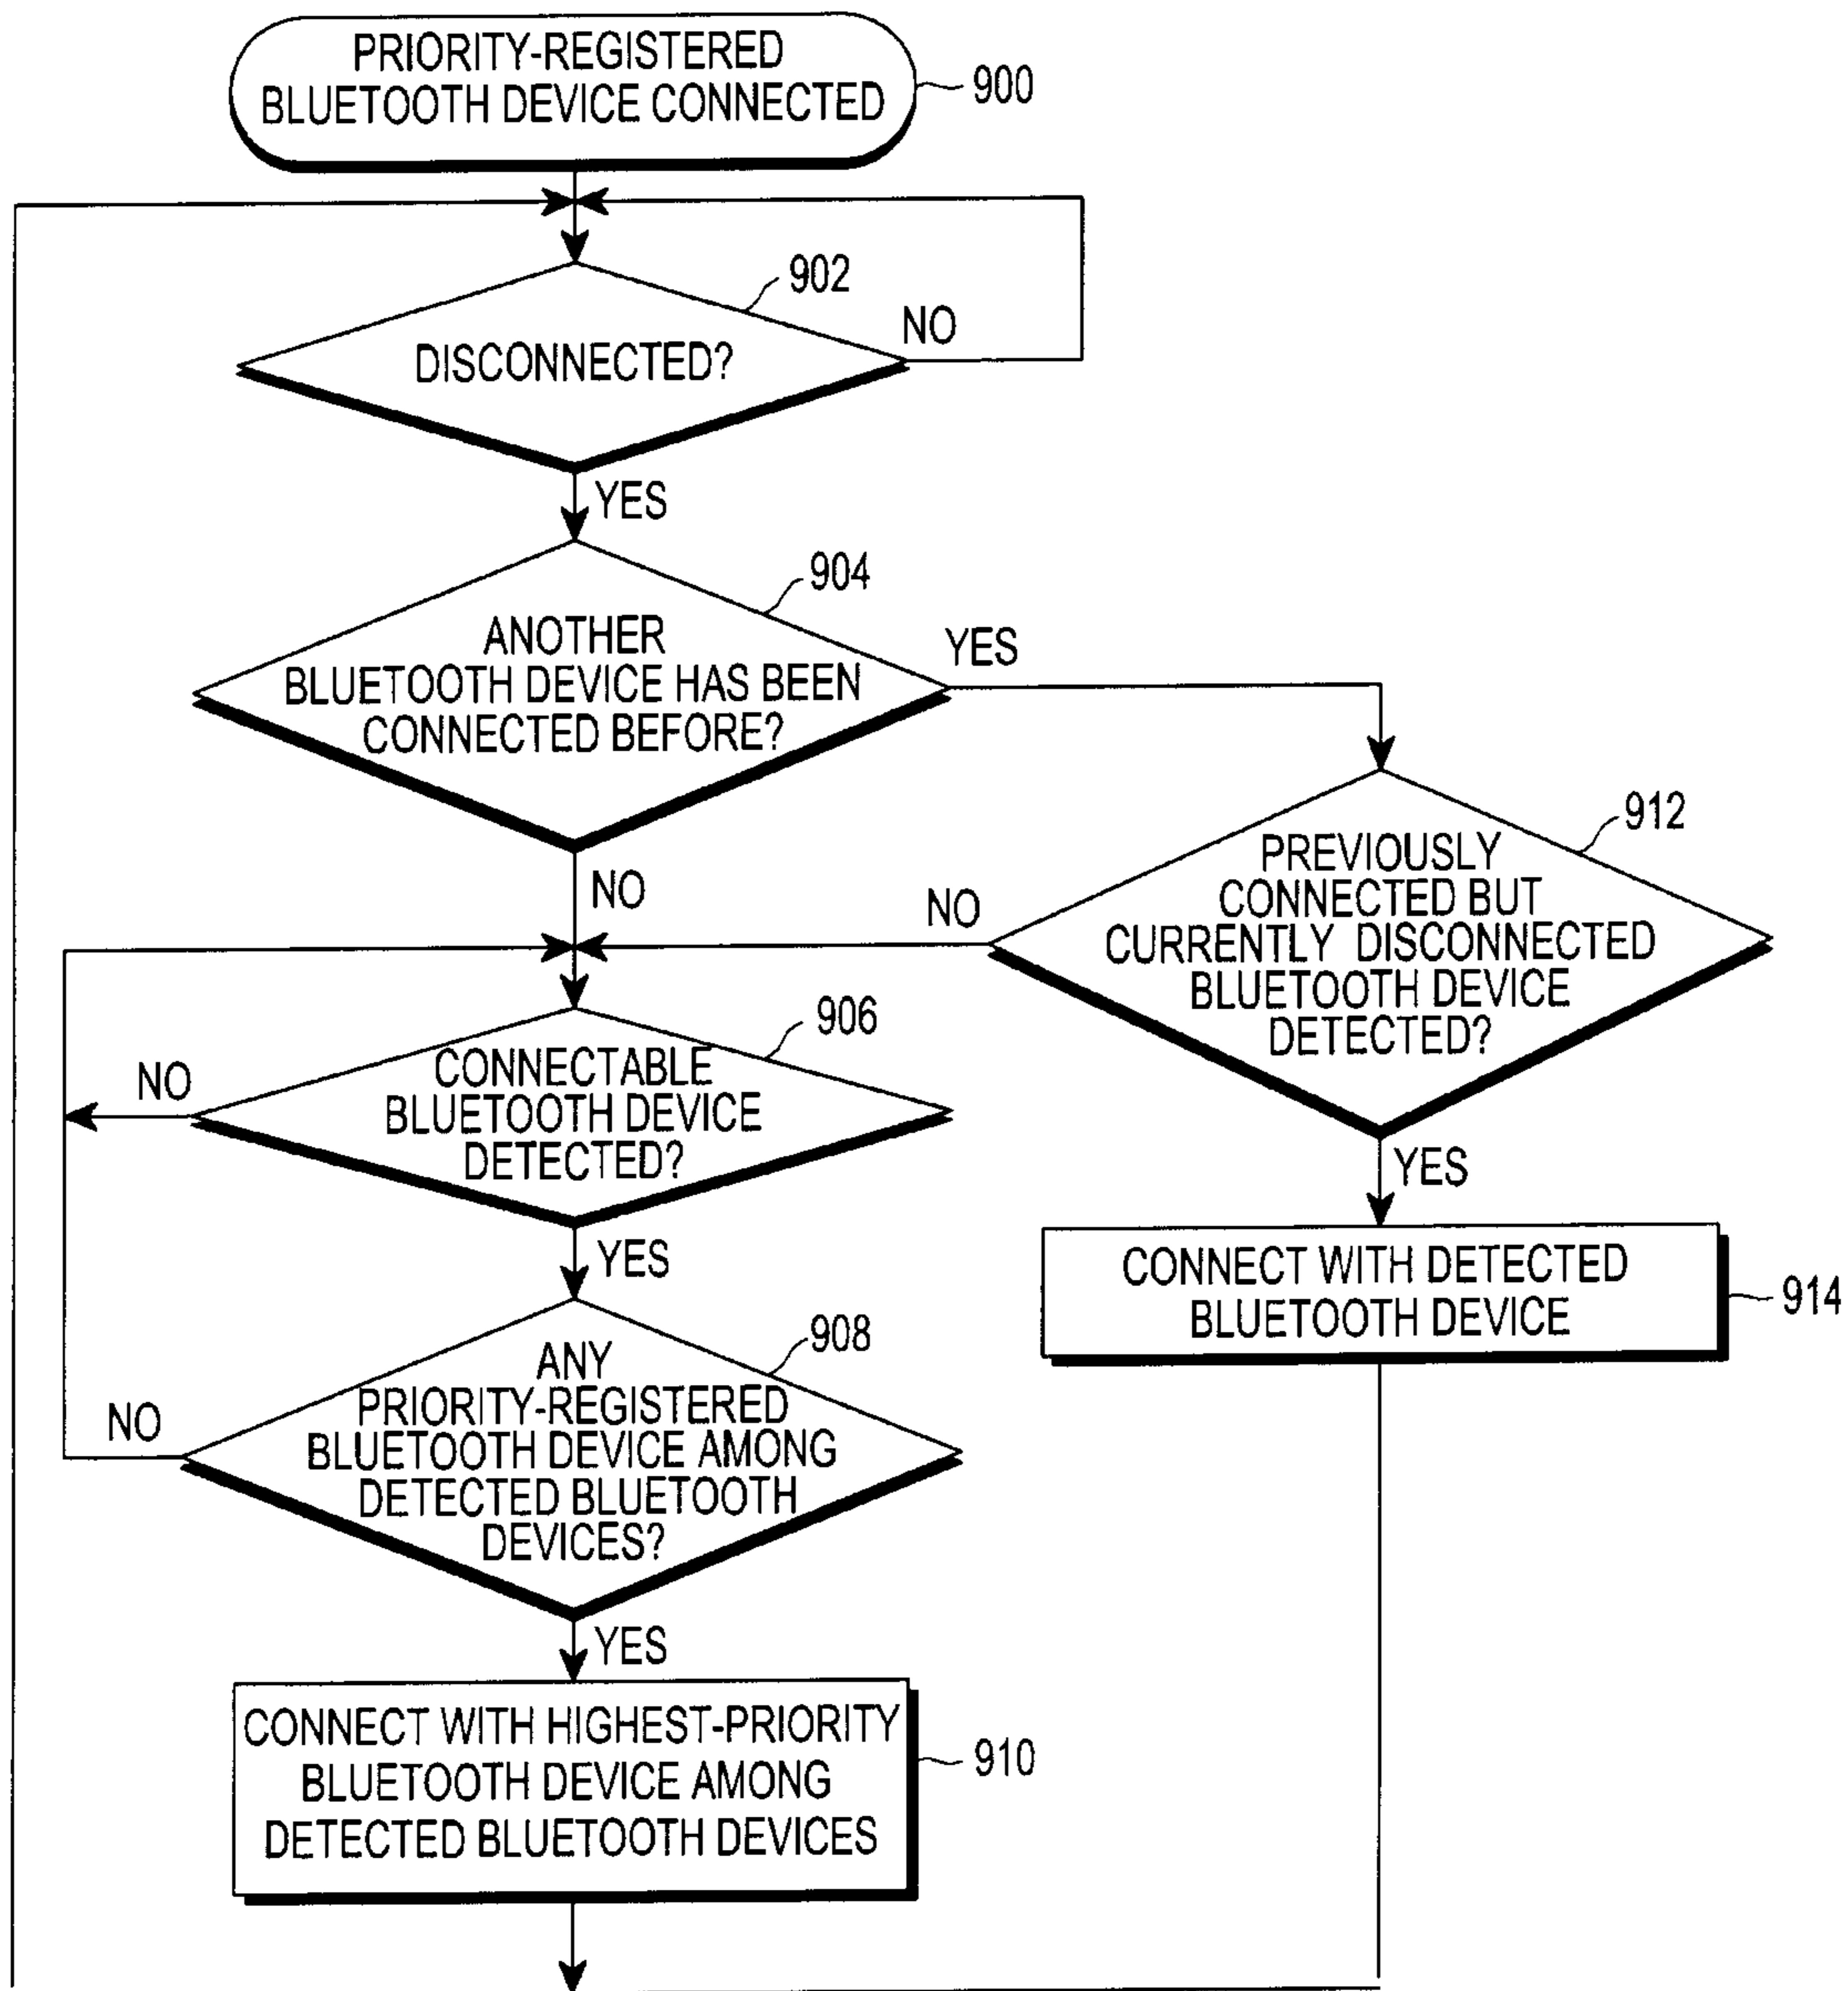 PRIORITY-REGISTERED
BLUETOOTH DEVICE CONNECTED
900
902
DISCONNECTED?
NO
YES
904
ANOTHER
BLUETOOTH DEVICE HAS BEEN
CONNECTED BEFORE?
YES
NO
912
PREVIOUSLY
CONNECTED BUT
CURRENTLY DISCONNECTED
BLUETOOTH DEVICE
DETECTED?
NO
YES
906
CONNECTABLE
BLUETOOTH DEVICE
DETECTED?
NO
YES
CONNECT WITH DETECTED
BLUETOOTH DEVICE
914
908
ANY
PRIORITY-REGISTERED
BLUETOOTH DEVICE AMONG
DETECTED BLUETOOTH
DEVICES?
NO
YES
CONNECT WITH HIGHEST-PRIORITY
BLUETOOTH DEVICE AMONG
DETECTED BLUETOOTH DEVICES
910